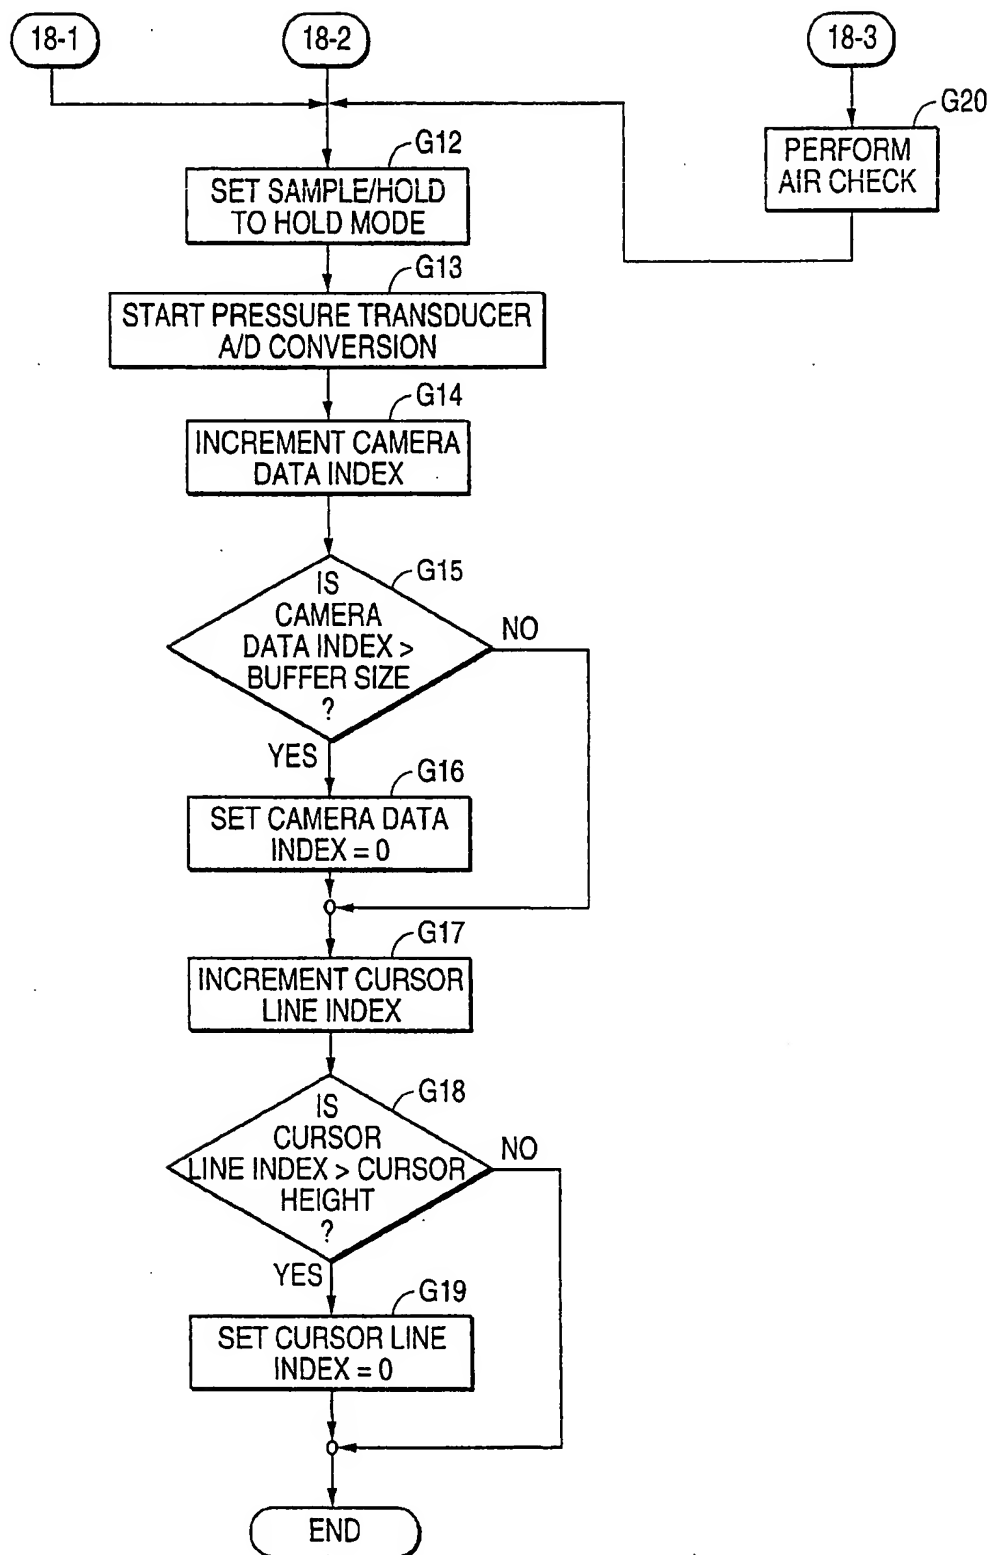 18-1
18-2
18-3
G20
PERFORM
AIR CHECK
G12
SET SAMPLE/HOLD
TO HOLD MODE
G13
START PRESSURE TRANSDUCER
A/D CONVERSION
G14
INCREMENT CAMERA
DATA INDEX
G15
IS
CAMERA
DATA INDEX >
BUFFER SIZE
?
NO
YES
G16
SET CAMERA DATA
INDEX = 0
G17
INCREMENT CURSOR
LINE INDEX
G18
IS
CURSOR
LINE INDEX > CURSOR
HEIGHT
?
NO
YES
G19
SET CURSOR LINE
INDEX = 0
END